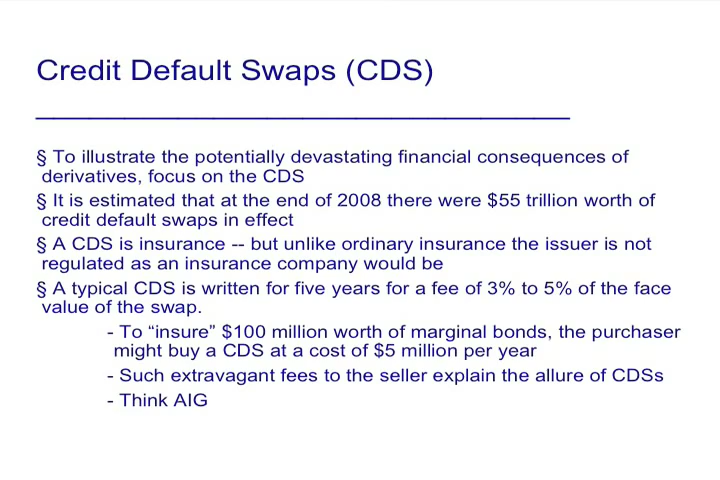 Credit Default Swaps (CDS)
§ To illustrate the potentially devastating financial consequences of
derivatives, focus on the CDS
§ It is estimated that at the end of 2008 there were $55 trillion worth of
credit default swaps in effect
§ A CDS is insurance -- but unlike ordinary insurance the issuer is not
regulated as an insurance company would be
§ A typical CDS is written for five years for a fee of 3% to 5% of the face
value of the swap.
- To “insure” $100 million worth of marginal bonds, the purchaser
might buy a CDS at a cost of $5 million per year
- Such extravagant fees to the seller explain the allure of CDSs
- Think AIG